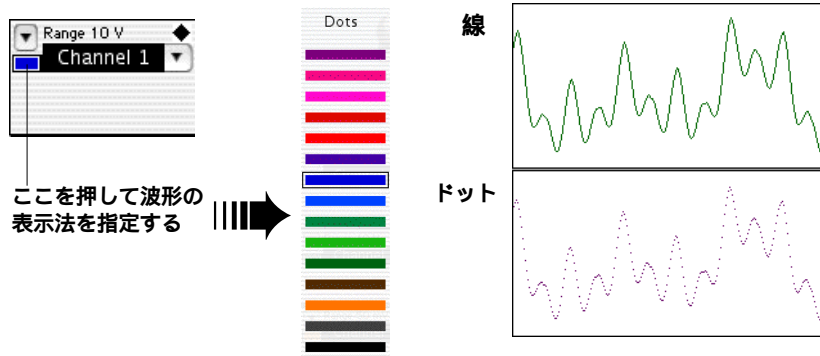 Range 10 V
Channel 1
ここを押して波形の
表示法を指定する
Dots
線
ドット